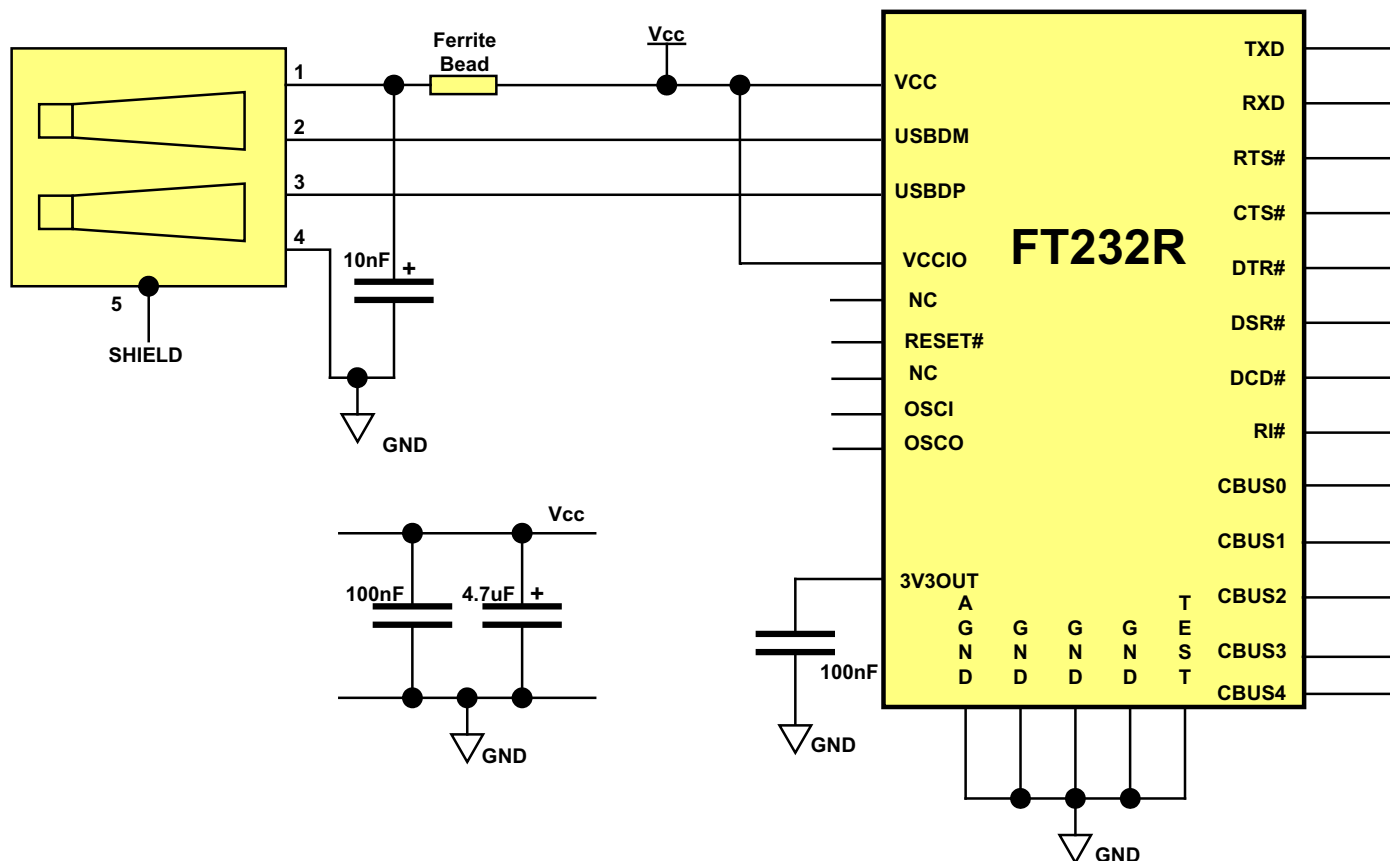 Ferrite
Bead
Vcc
1
2
3
4
5
SHIELD
10nF +
GND
Vcc
100nF
4.7uF +
GND
FT232R
VCC
USBDM
USBDP
VCCIO
NC
RESET#
NC
OSCI
OSCO
3V3OUT
100nF
GND
AGND
GND
GND
GND
TEST
GND
TXD
RXD
RTS#
CTS#
DTR#
DSR#
DCD#
RI#
CBUS0
CBUS1
CBUS2
CBUS3
CBUS4